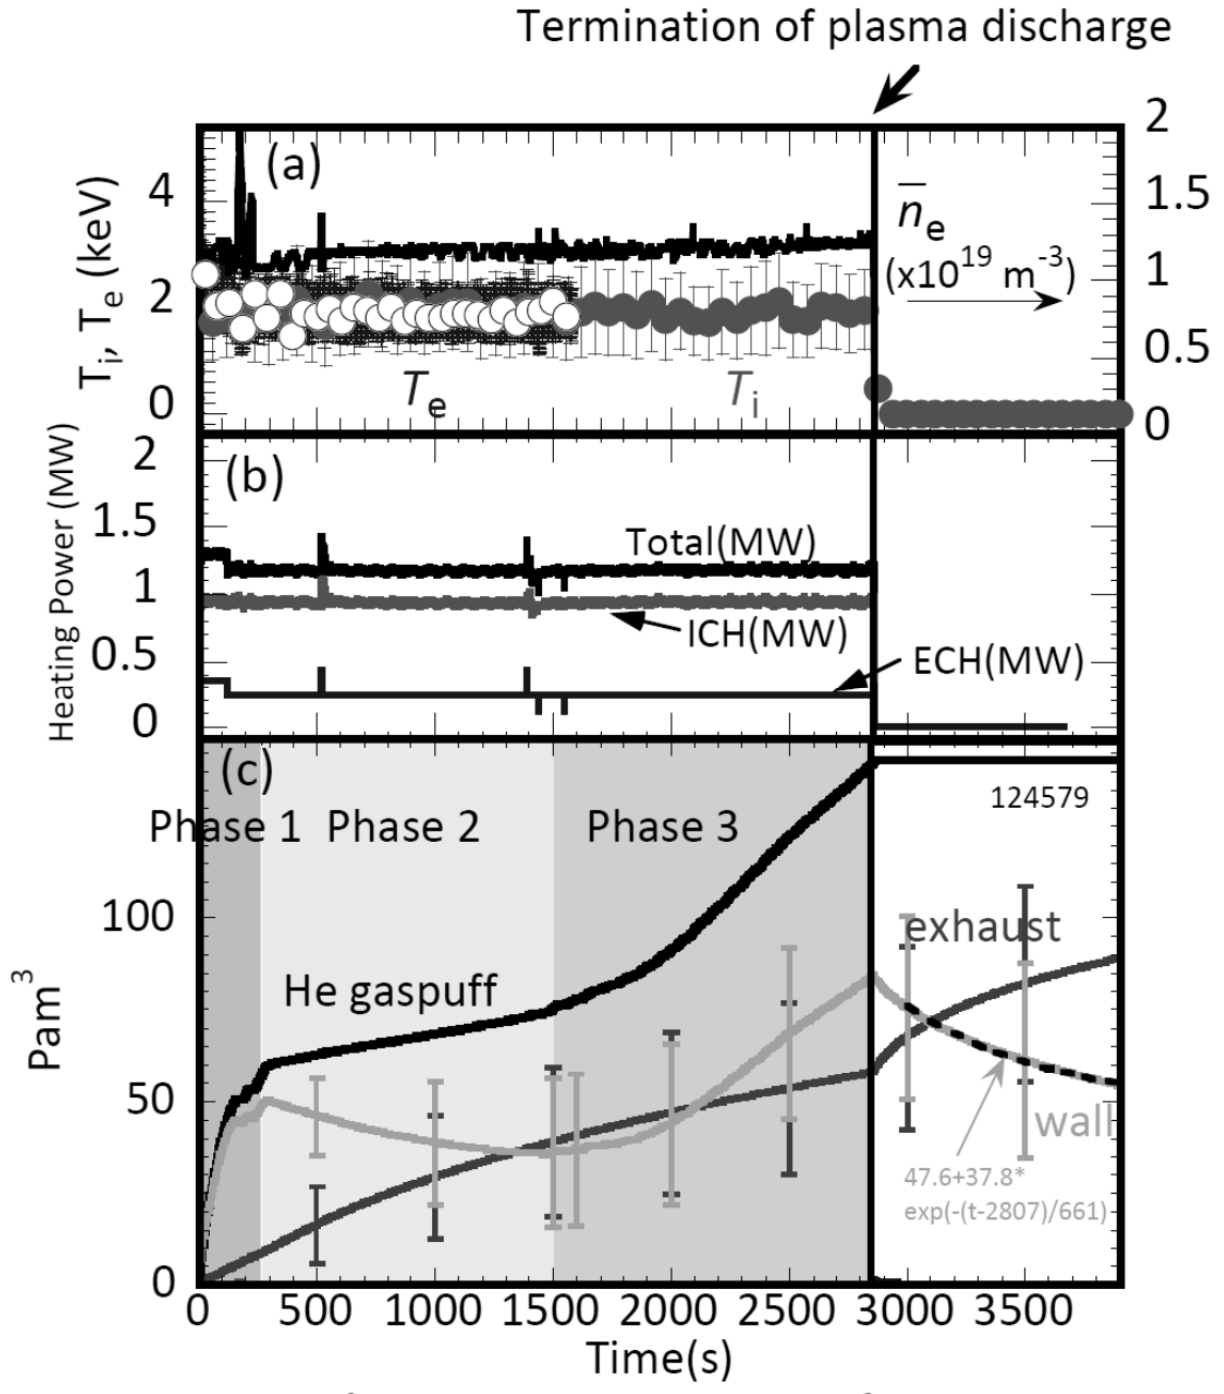 Termination of plasma discharge
(a)
Ti, Te (keV)
4
2
0
2
1.5
1
0.5
0
n̅e
(x10¹⁹ m⁻³)
Te
Ti
(b)
Heating Power (MW)
2
1.5
1
0.5
0
Total(MW)
ICH(MW)
ECH(MW)
(c)
Phase 1
Phase 2
Phase 3
124579
Pam³
100
50
0
He gaspuff
exhaust
wall
47.6+37.8*
exp(-(t-2807)/661)
0 500 1000 1500 2000 2500 3000 3500
Time(s)